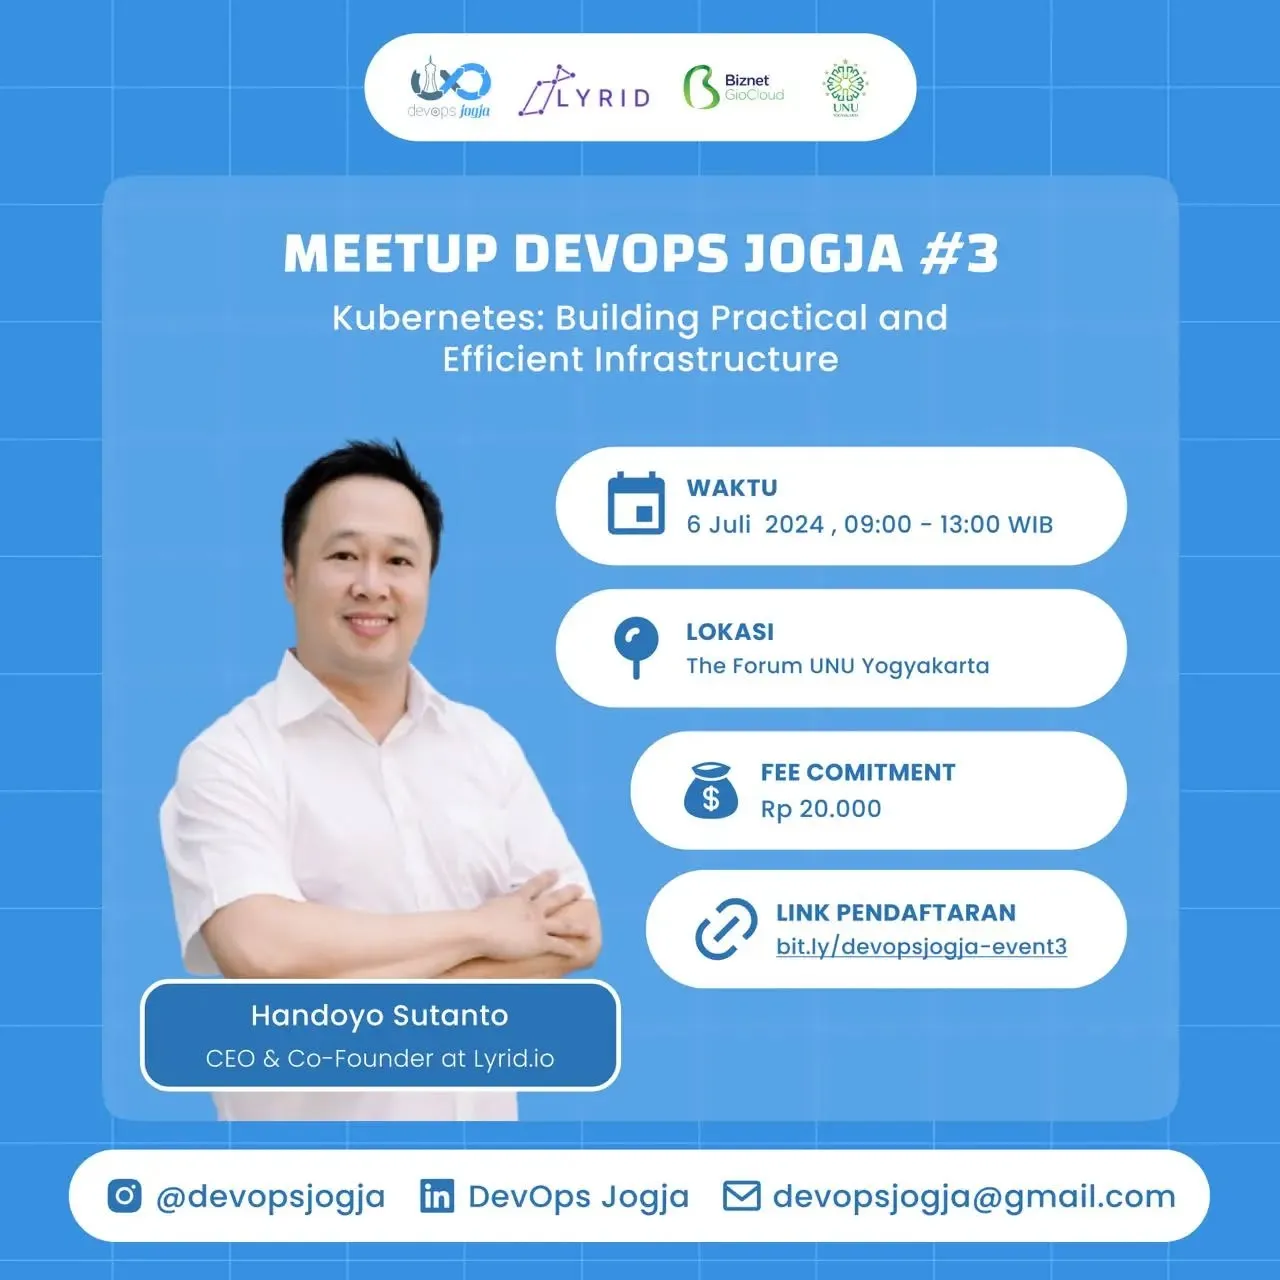 devops jogja
LYRID
Biznet
GioCloud
UNU
YOGYAKARTA
MEETUP DEVOPS JOGJA #3
Kubernetes: Building Practical and
Efficient Infrastructure
WAKTU
6 Juli 2024 , 09:00 - 13:00 WIB
LOKASI
The Forum UNU Yogyakarta
FEE COMITMENT
Rp 20.000
LINK PENDAFTARAN
bit.ly/devopsjogja-event3
Handoyo Sutanto
CEO & Co-Founder at Lyrid.io
@devopsjogja
DevOps Jogja
devopsjogja@gmail.com